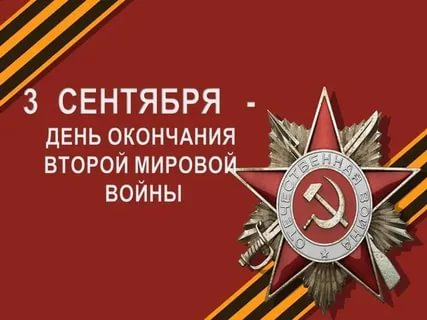 3 СЕНТЯБРЯ -
ДЕНЬ ОКОНЧАНИЯ
ВТОРОЙ МИРОВОЙ
ВОЙНЫ
ОТЕЧЕСТВЕННАЯ ВОЙНА